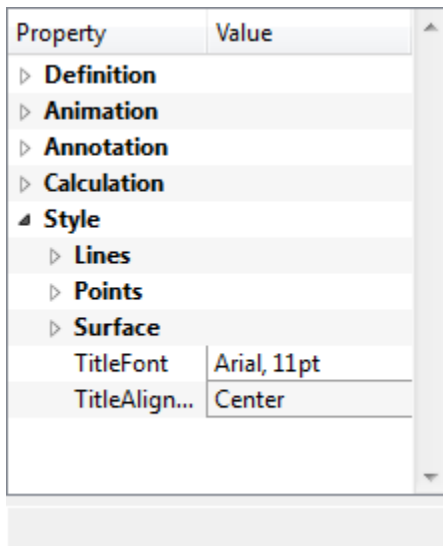 Property Value
Definition
Animation
Annotation
Calculation
Style
Lines
Points
Surface
TitleFont Arial, 11pt
TitleAlign... Center